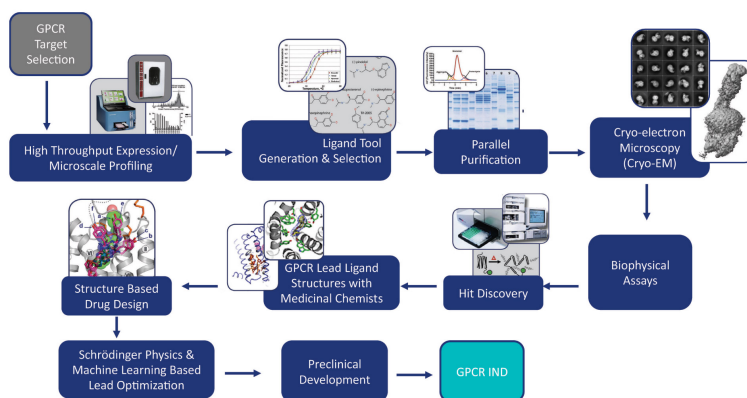 GPCR
Target
Selection
High Throughput Expression/
Microscale Profiling
Ligand Tool
Generation & Selection
Parallel
Purification
Cryo-electron
Microscopy
(Cryo-EM)
Biophysical
Assays
Hit Discovery
GPCR Lead Ligand
Structures with
Medicinal Chemists
Structure Based
Drug Design
Schrödinger Physics &
Machine Learning Based
Lead Optimization
Preclinical
Development
GPCR IND